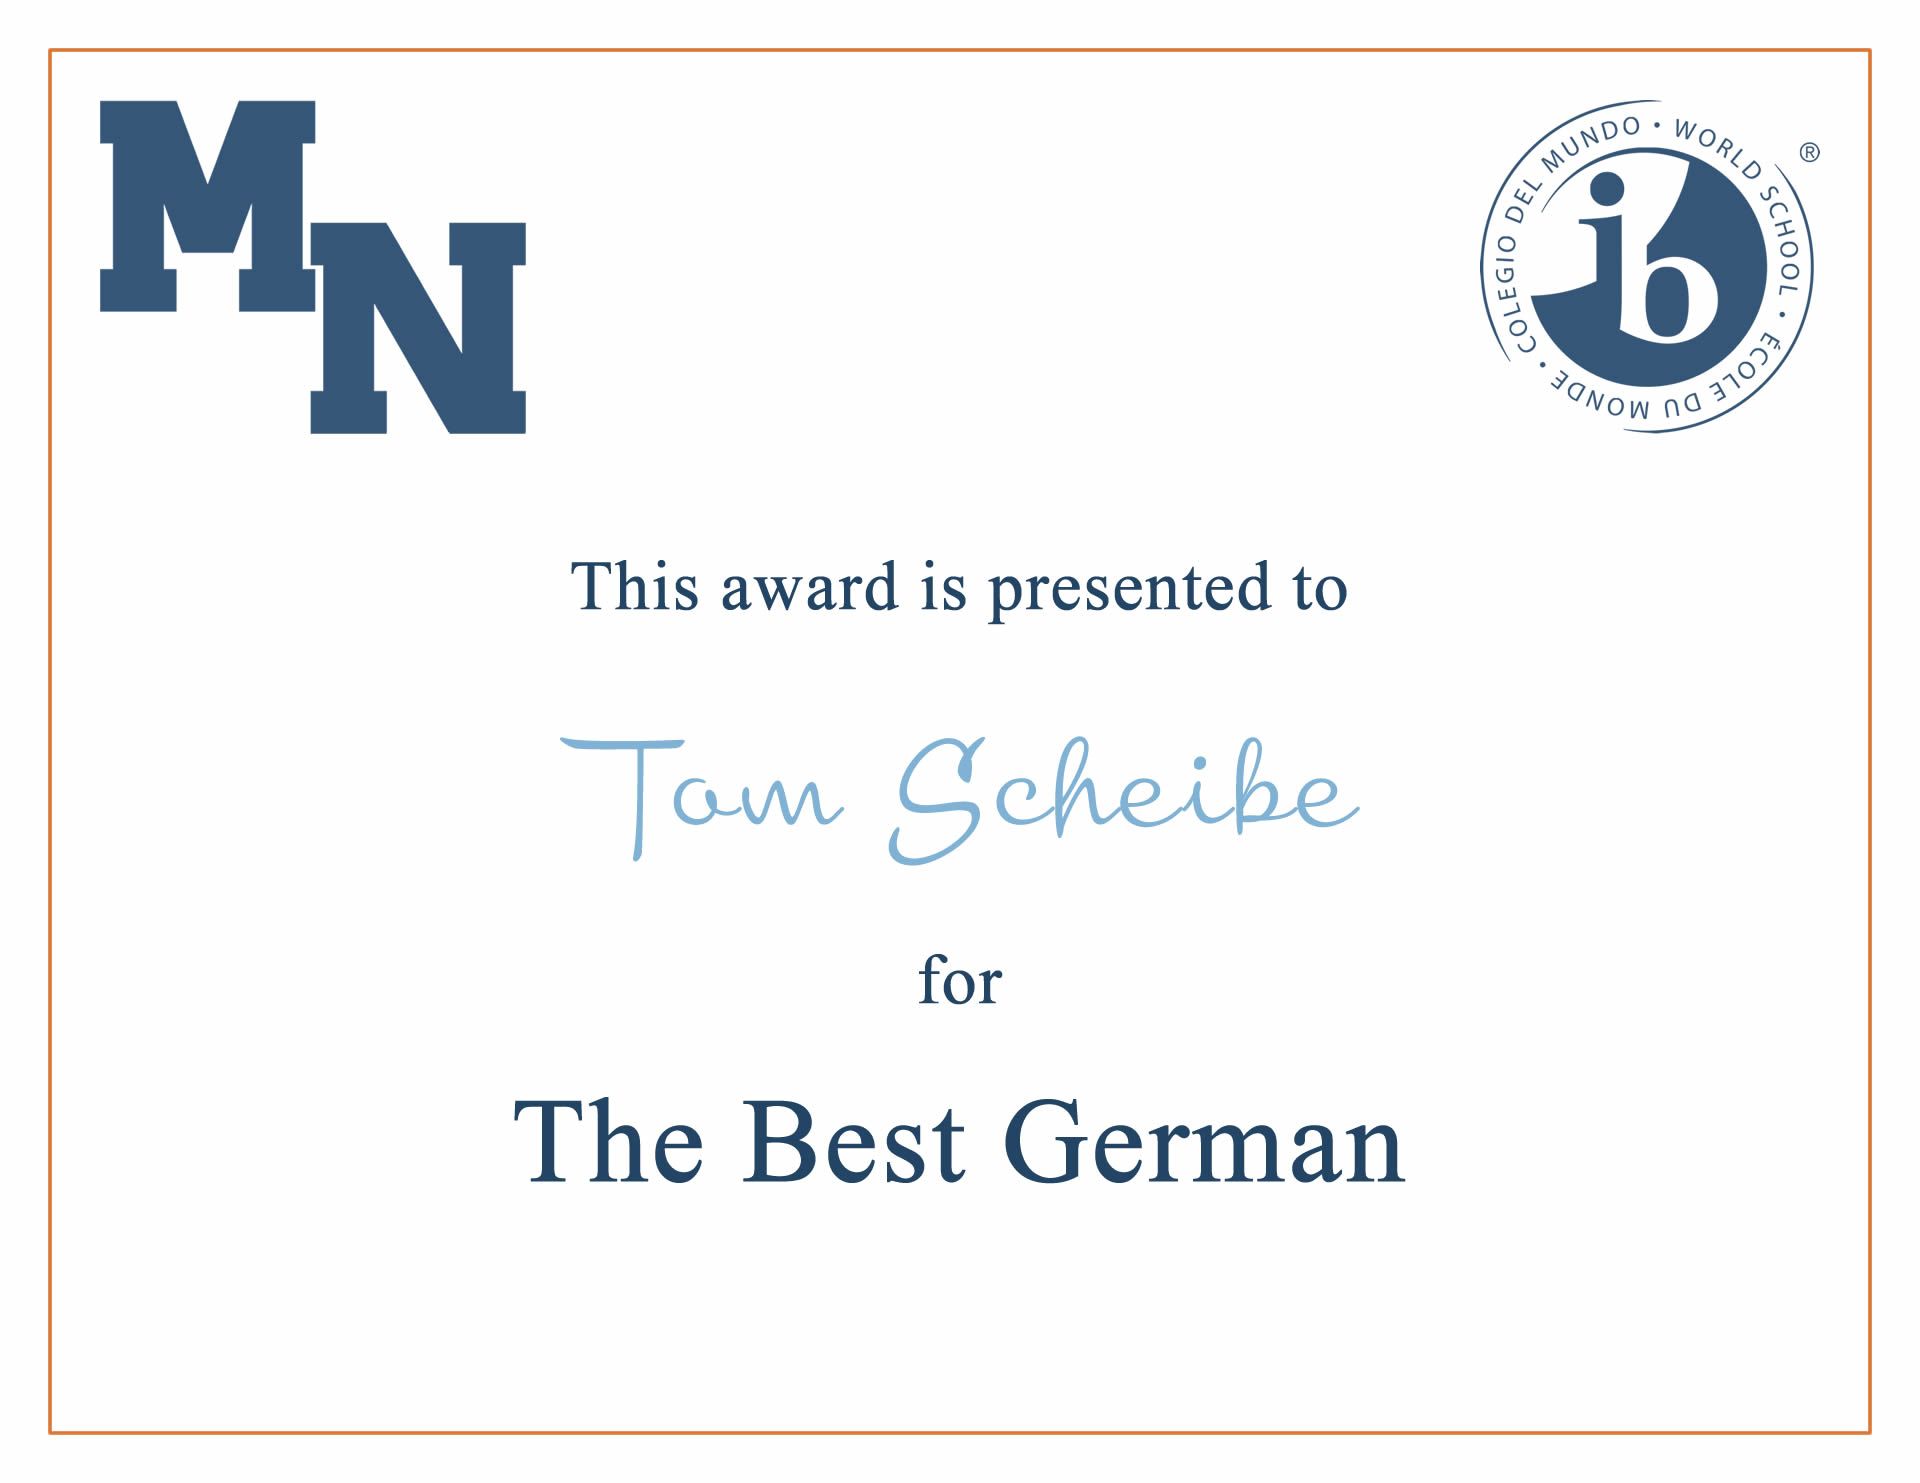 MN
COLEGIO DEL MUNDO • WORLD SCHOOL • ÉCOLE DU MONDE •
®
ib
This award is presented to
Tom Scheibe
for
The Best German